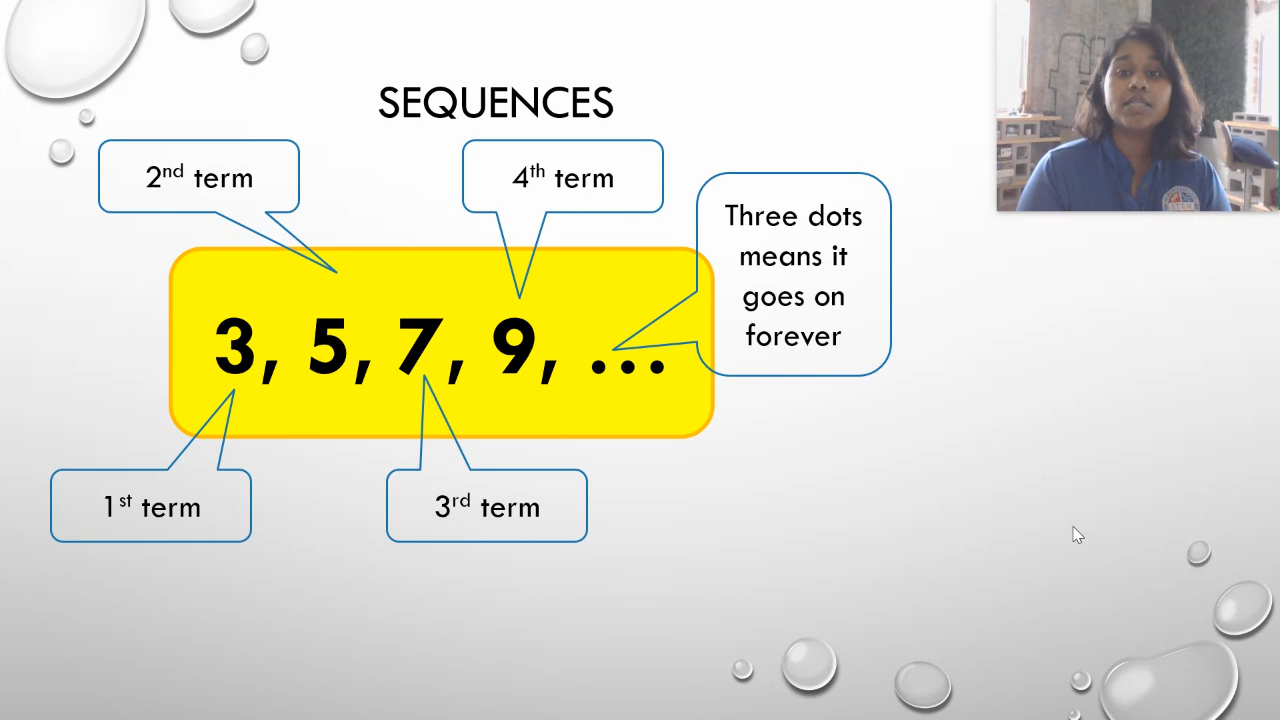 SEQUENCES
2nd term
4th term
Three dots
means it
goes on
forever
3, 5, 7, 9, ...
1st term
3rd term
STEM